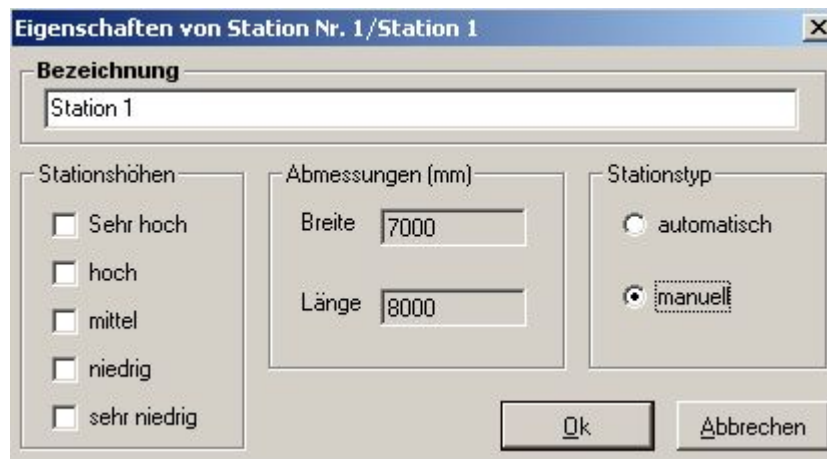 Eigenschaften von Station Nr. 1/Station 1
Bezeichnung
Station 1
Stationshöhen
Sehr hoch
hoch
mittel
niedrig
sehr niedrig
Abmessungen (mm)
Breite 7000
Länge 8000
Stationstyp
automatisch
manuell
Ok Abbrechen